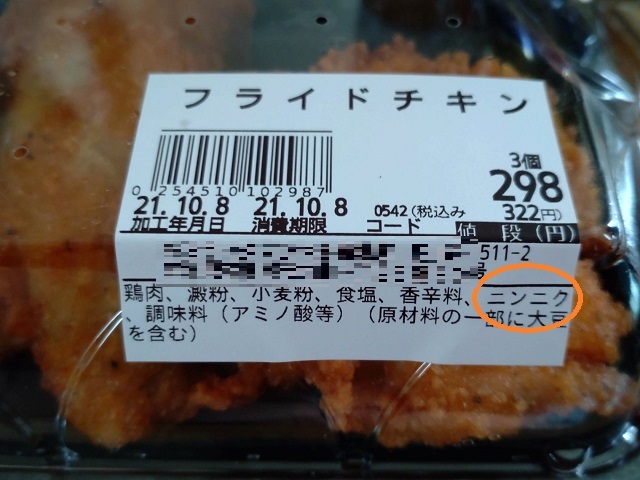 フライドチキン
3個
298
0 254510 102987
21. 10. 8 21. 10. 8 0542 (税込み 322円)
加工年月日 消費期限 コード 値段(円)
511-2
号
鶏肉、澱粉、小麦粉、食塩、香辛料、ニンニク
、調味料(アミノ酸等)(原材料の一部に大豆
を含む)